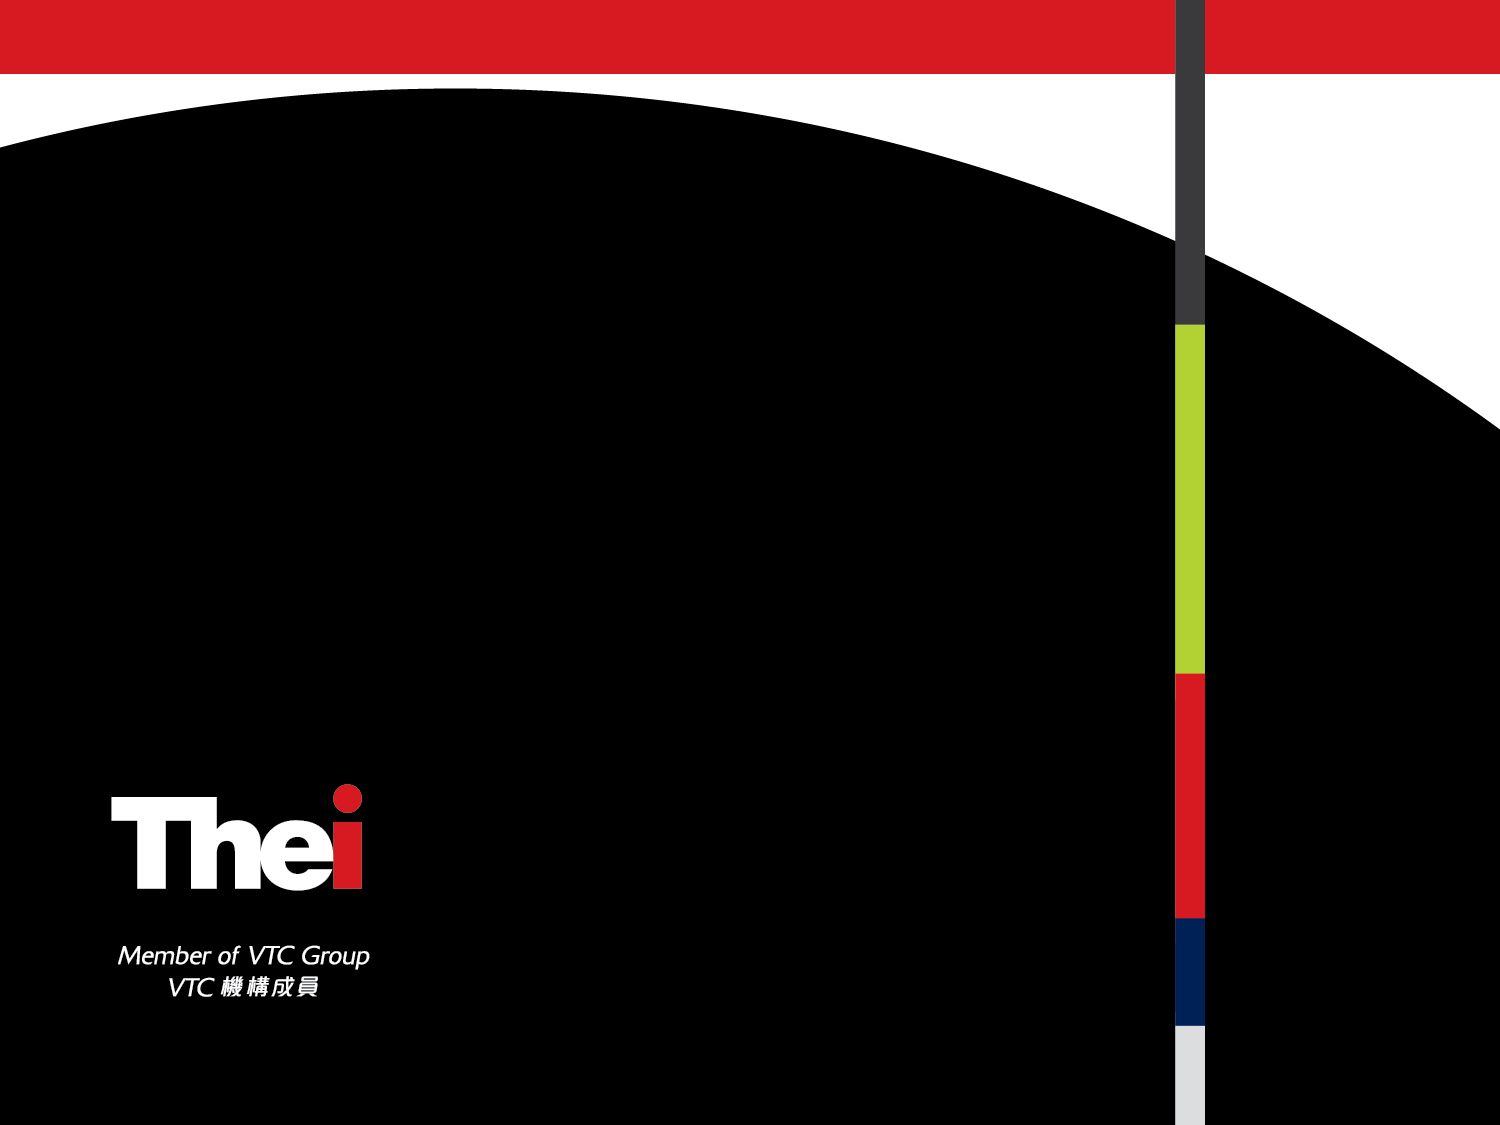 Thei
Member of VTC Group
VTC 機構成員